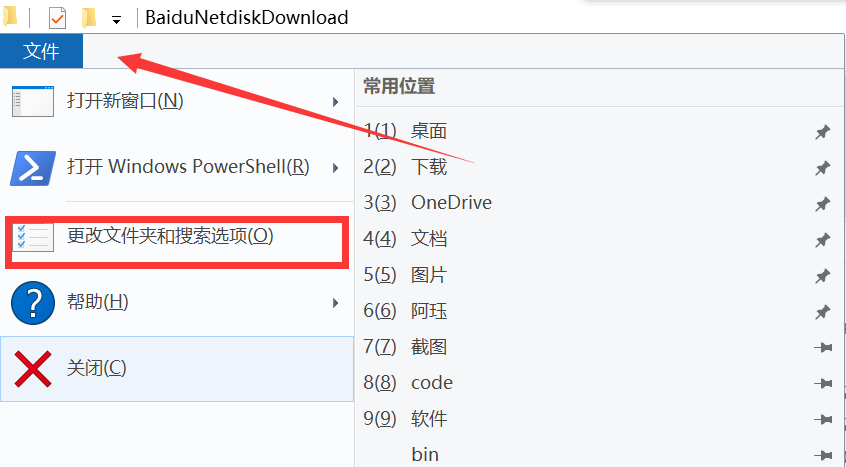 BaiduNetdiskDownload
文件
打开新窗口(N)
打开 Windows PowerShell(R)
更改文件夹和搜索选项(O)
帮助(H)
关闭(C)
常用位置
1(1) 桌面
2(2) 下载
3(3) OneDrive
4(4) 文档
5(5) 图片
6(6) 阿珏
7(7) 截图
8(8) code
9(9) 软件
bin